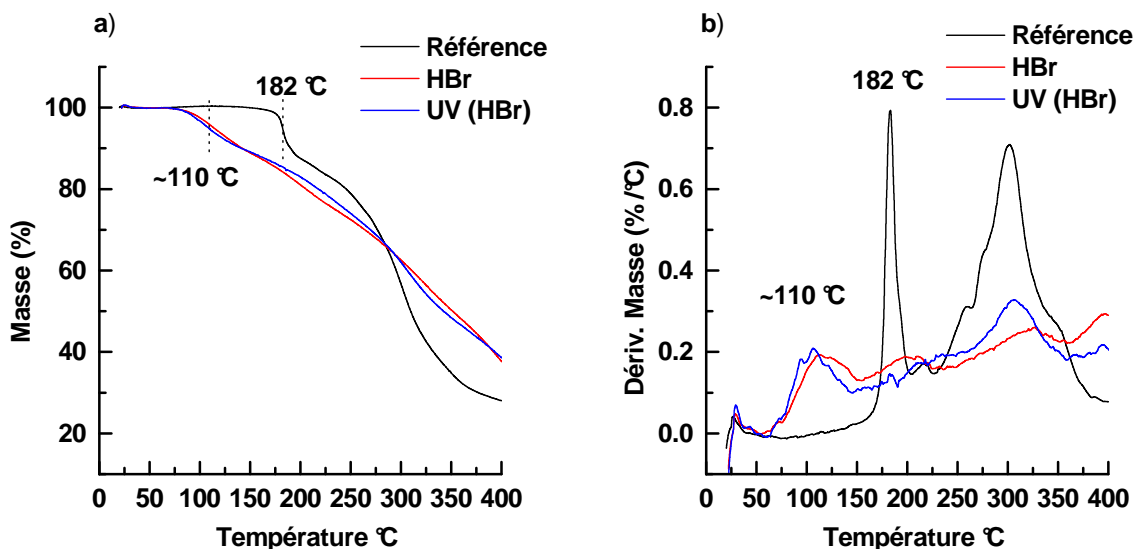 a)
Référence
HBr
UV (HBr)
182 °C
~110 °C
Masse (%)
100
80
60
40
20
0 50 100 150 200 250 300 350 400
Température °C
b)
Référence
HBr
UV (HBr)
182 °C
~110 °C
Dériv. Masse (% /°C)
0.8
0.6
0.4
0.2
0.0
0 50 100 150 200 250 300 350 400
Température °C